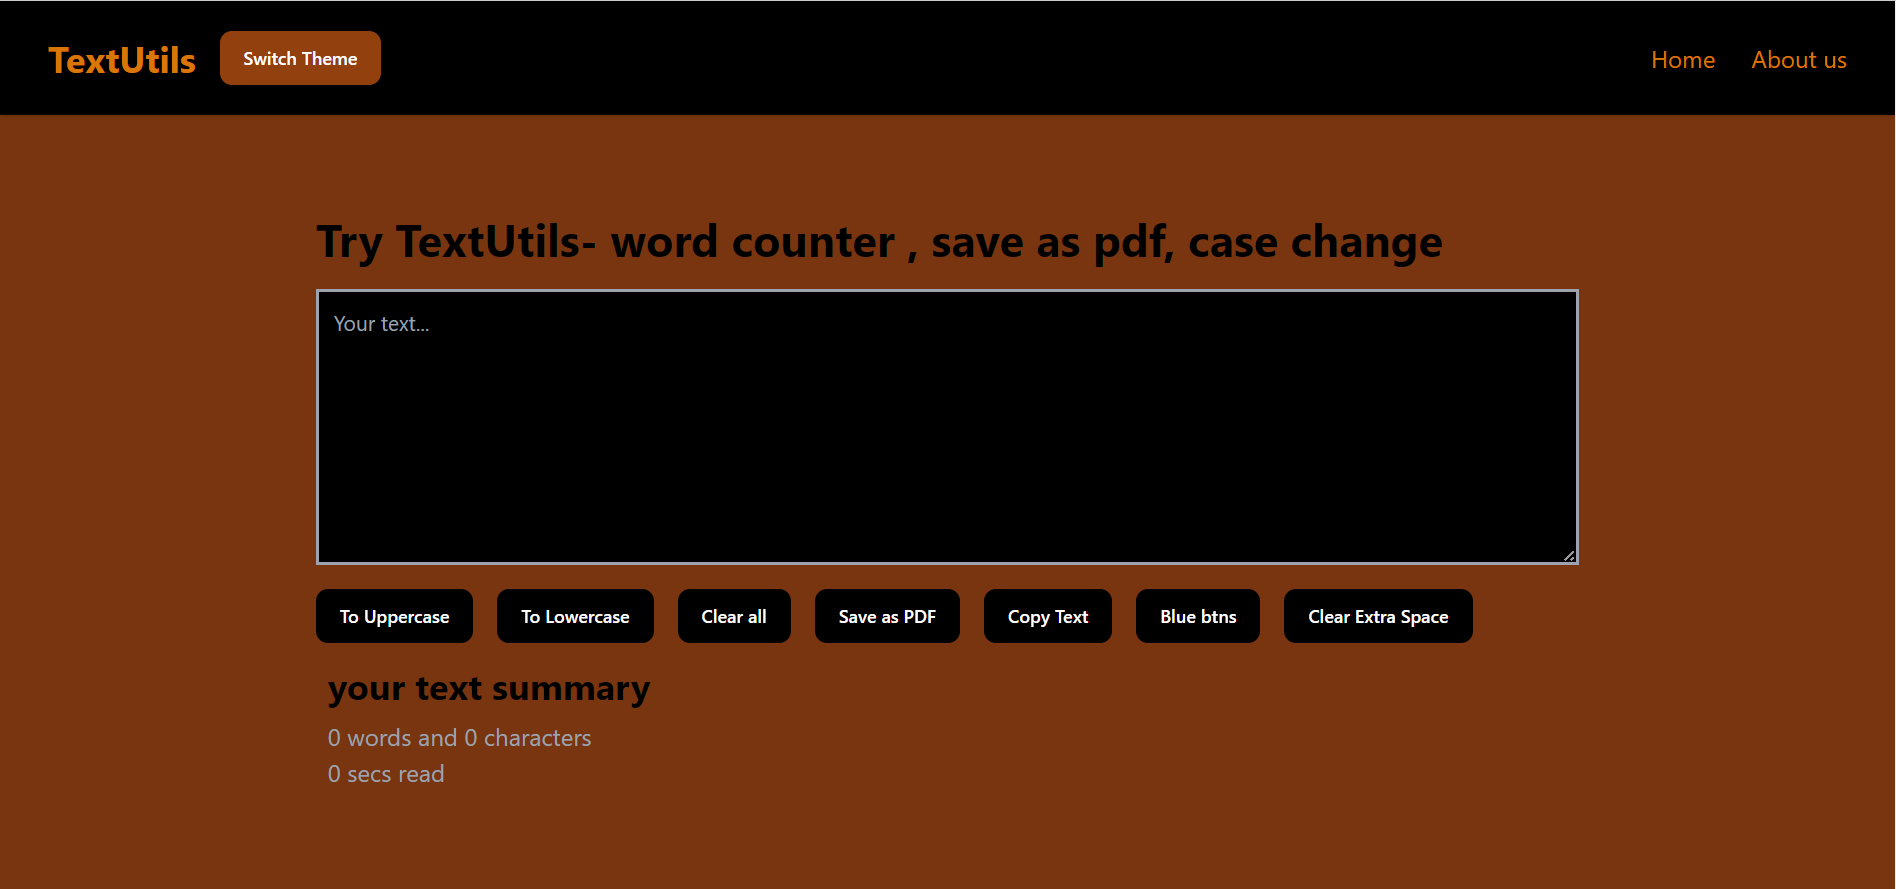 TextUtils Switch Theme Home About us
Try TextUtils- word counter , save as pdf, case change
Your text...
To Uppercase To Lowercase Clear all Save as PDF Copy Text Blue btns Clear Extra Space
your text summary
0 words and 0 characters
0 secs read